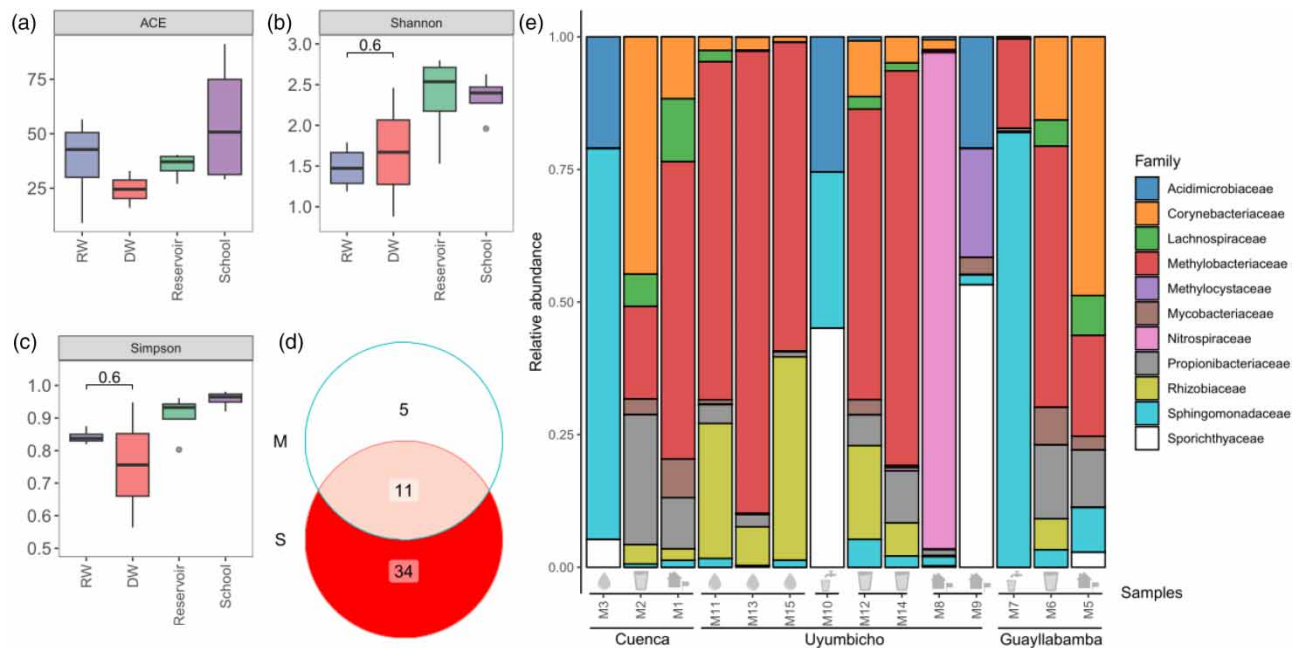 (a)
ACE
75
50
25
RW
DW
Reservoir
School
(b)
Shannon
3.0
2.5
2.0
1.5
1.0
0.6
RW
DW
Reservoir
School
(c)
Simpson
1.0
0.9
0.8
0.7
0.6
0.5
0.6
RW
DW
Reservoir
School
(d)
M
5
11
S
34
(e)
Relative abundance
1.00
0.75
0.50
0.25
0.00
M3
M2
M1
M11
M13
M15
M10
M12
M14
M8
M9
M7
M6
M5
Samples
Cuenca
Uyumbicho
Guayllabamba
Family
Acidimicrobiaceae
Corynebacteriaceae
Lachnospiraceae
Methylobacteriaceae
Methylocystaceae
Mycobacteriaceae
Nitrospiraceae
Propionibacteriaceae
Rhizobiaceae
Sphingomonadaceae
Sporichthyaceae